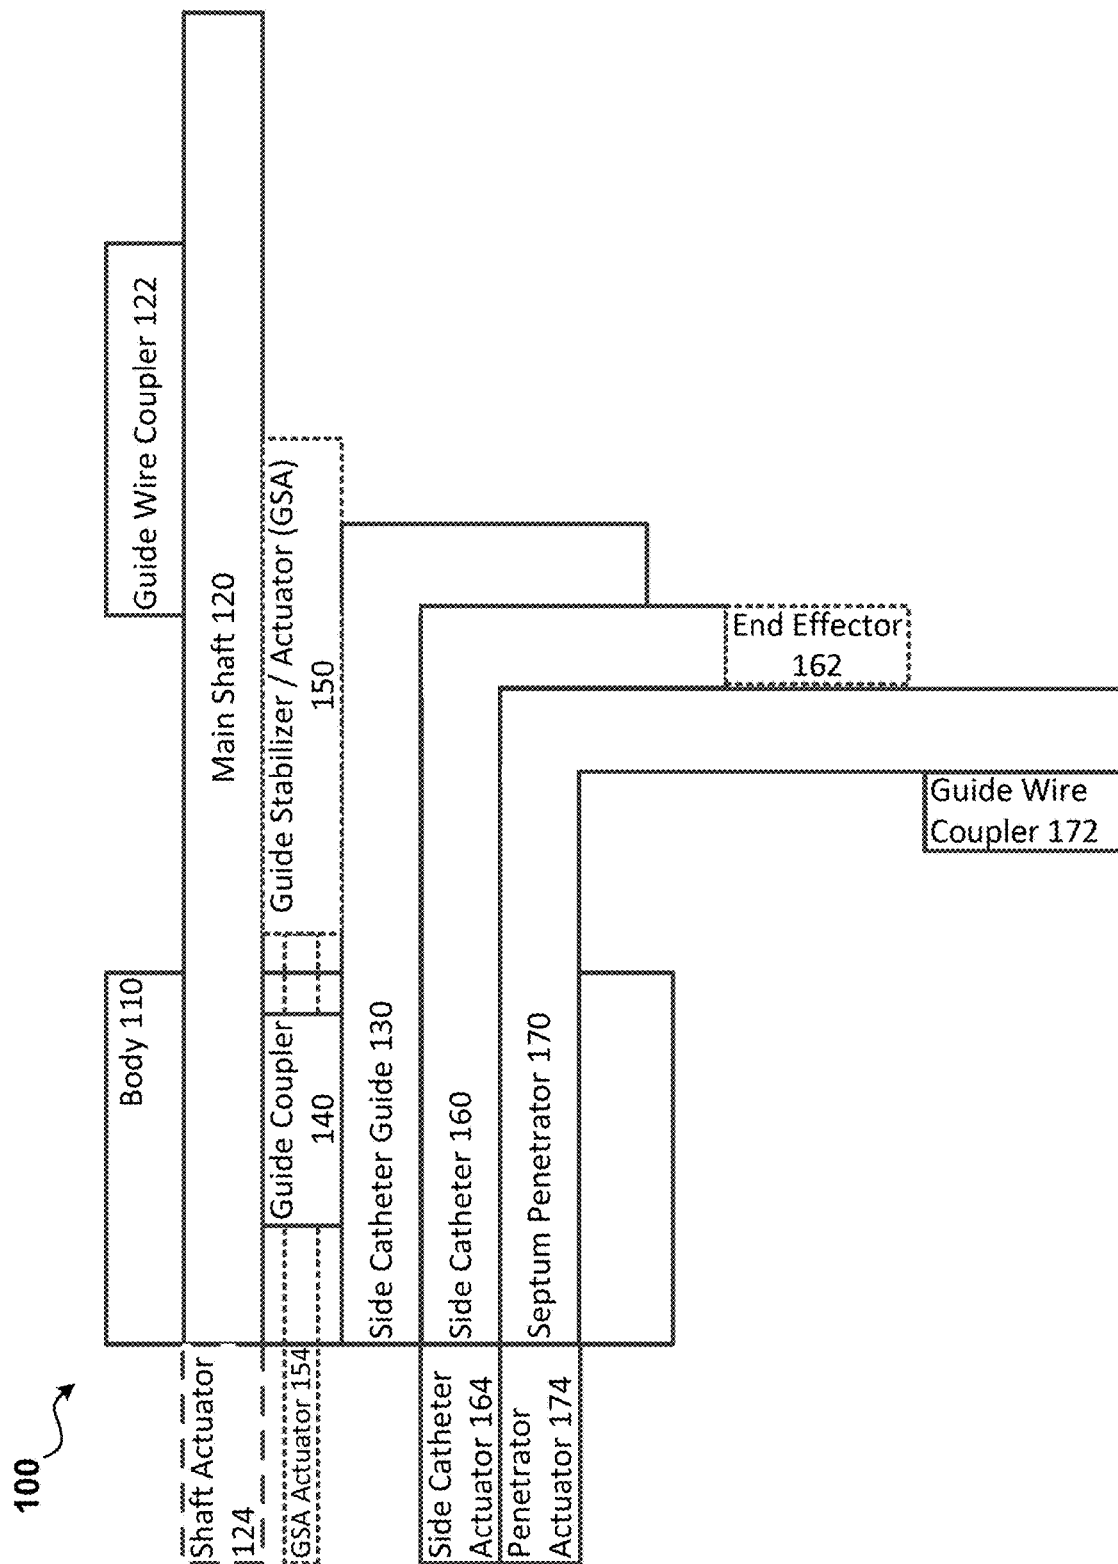 100
Body 110
Guide Wire Coupler 122
Main Shaft 120
Shaft Actuator
124
Guide Stabilizer / Actuator (GSA)
150
Guide Coupler
140
GSA Actuator 154
Side Catheter Guide 130
Side Catheter 160
Side Catheter
Actuator 164
End Effector
162
Septum Penetrator 170
Penetrator
Actuator 174
Guide Wire
Coupler 172